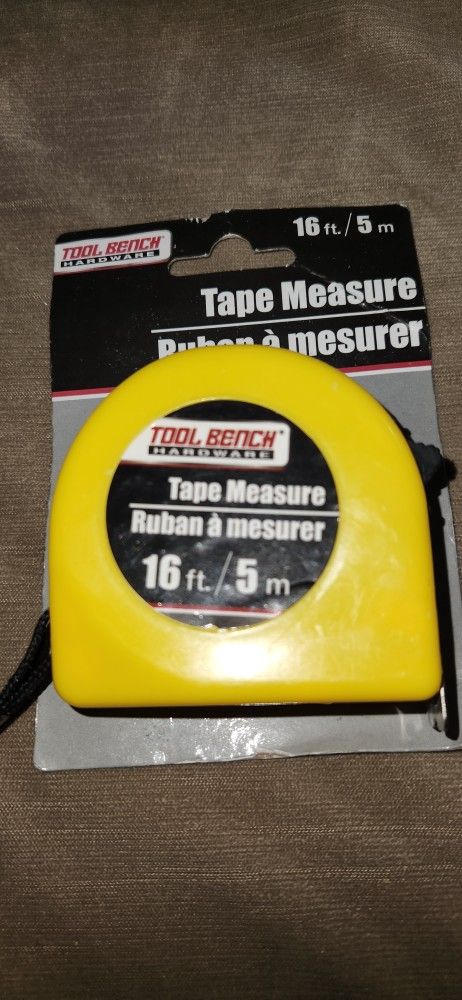 16 ft./5 m
TOOL BENCH
HARDWARE
Tape Measure
Ruban à mesurer
TOOL BENCH
HARDWARE
Tape Measure
Ruban à mesurer
16 ft./5 m